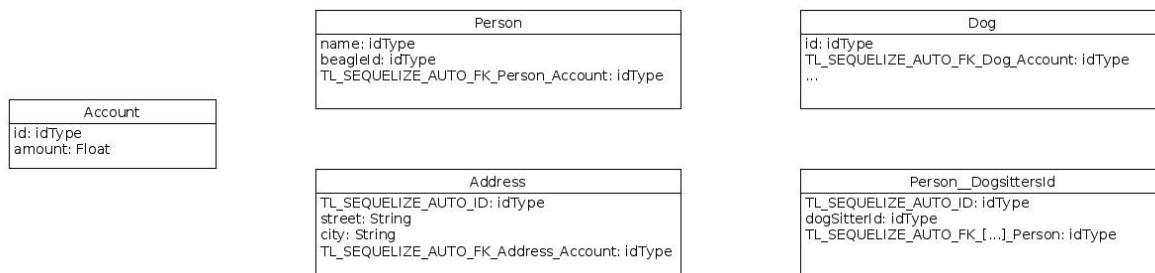 Person
name: idType
beagleId: idType
TL_SEQUELIZE_AUTO_FK_Person_Account: idType
Dog
id: idType
TL_SEQUELIZE_AUTO_FK_Dog_Account: idType
...
Account
id: idType
amount: Float
Address
TL_SEQUELIZE_AUTO_ID: idType
street: String
city: String
TL_SEQUELIZE_AUTO_FK_Address_Account: idType
Person__DogsittersId
TL_SEQUELIZE_AUTO_ID: idType
dogSitterId: idType
TL_SEQUELIZE_AUTO_FK_[...]_Person: idType